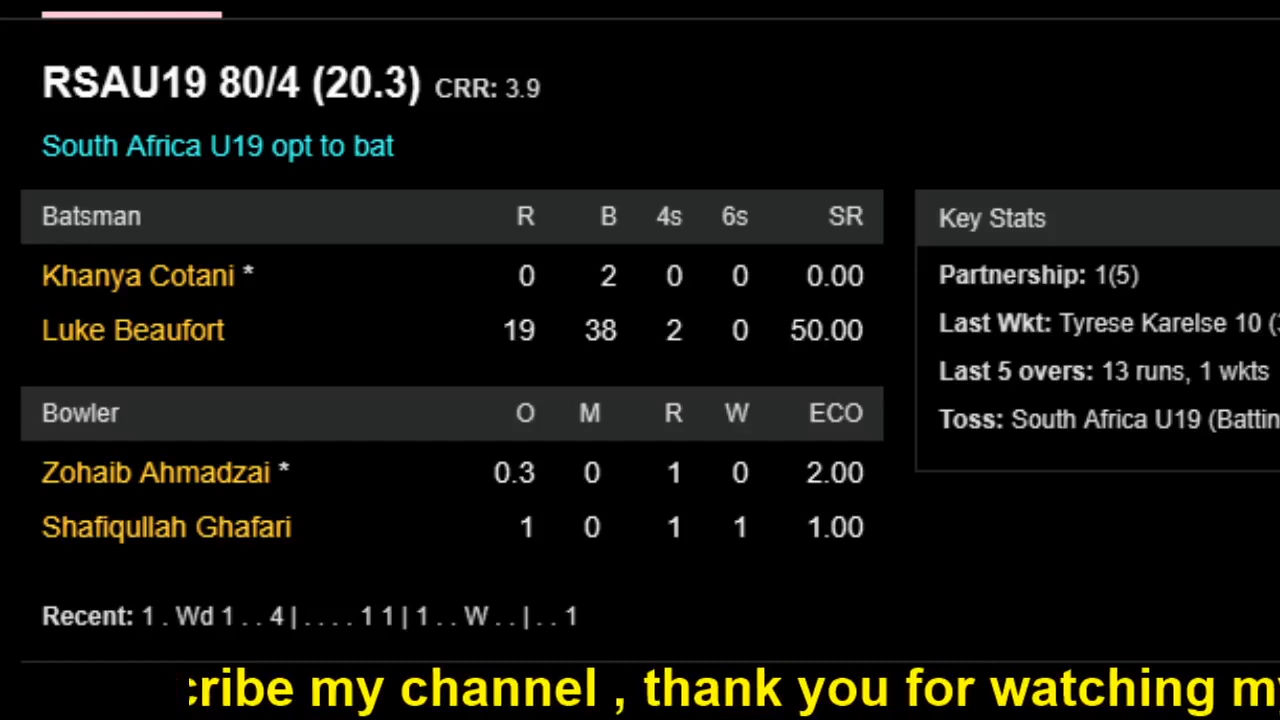 RSAU19 80/4 (20.3) CRR: 3.9
South Africa U19 opt to bat
Batsman R B 4s 6s SR
Khanya Cotani * 0 2 0 0 0.00
Luke Beaufort 19 38 2 0 50.00
Bowler O M R W ECO
Zohaib Ahmadzai * 0.3 0 1 0 2.00
Shafiqullah Ghafari 1 0 1 1 1.00
Recent: 1 . Wd 1 . . 4 | . . . . 1 1 | 1 . . W . . | . . 1
Key Stats
Partnership: 1(5)
Last Wkt: Tyrese Karelse 10 (
Last 5 overs: 13 runs, 1 wkts
Toss: South Africa U19 (Battin
cribe my channel , thank you for watching my